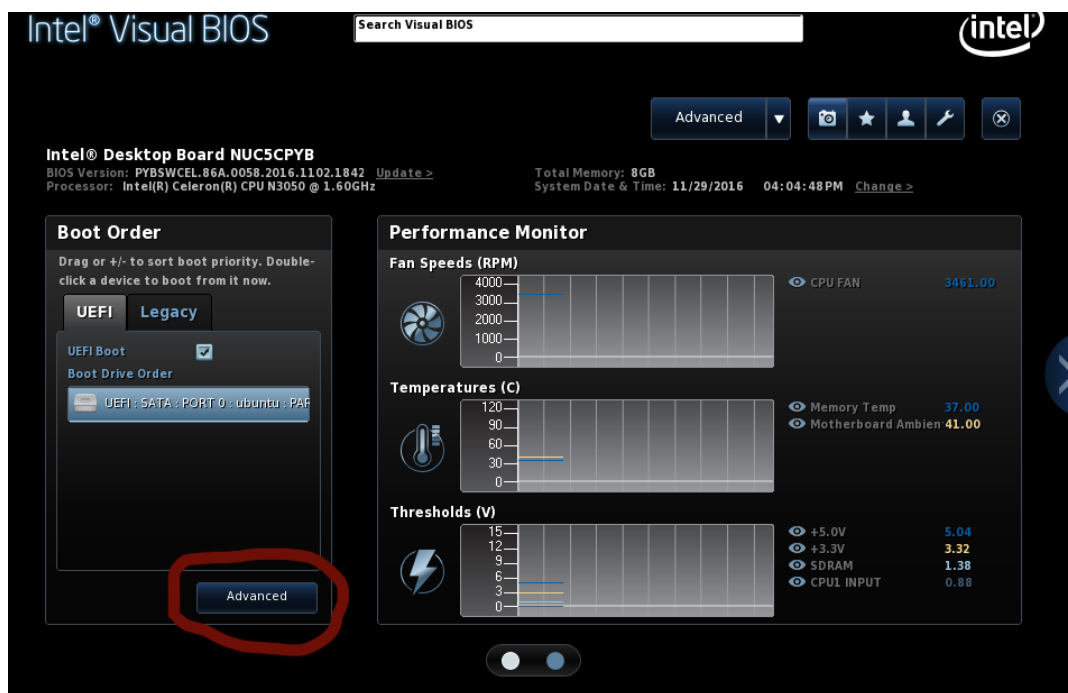 Intel® Visual BIOS
Search Visual BIOS
intel
Advanced
Intel® Desktop Board NUC5CPYB
BIOS Version: PYBSWCEL.86A.0058.2016.1102.1842 Update >
Total Memory: 8GB
Processor: Intel(R) Celeron(R) CPU N3050 @ 1.60GHz
System Date & Time: 11/29/2016 04:04:48PM Change >
Boot Order
Drag or +/- to sort boot priority. Double-
click a device to boot from it now.
UEFI Legacy
UEFI Boot
Boot Drive Order
UEFI : SATA : PORT 0 : ubuntu : PAR
Advanced
Performance Monitor
Fan Speeds (RPM)
4000
3000
2000
1000
0
CPU FAN 3461.00
Temperatures (C)
120
90
60
30
0
Memory Temp 37.00
Motherboard Ambien 41.00
Thresholds (V)
15
12
9
6
3
0
+5.0V 5.04
+3.3V 3.32
SDRAM 1.38
CPU1 INPUT 0.88